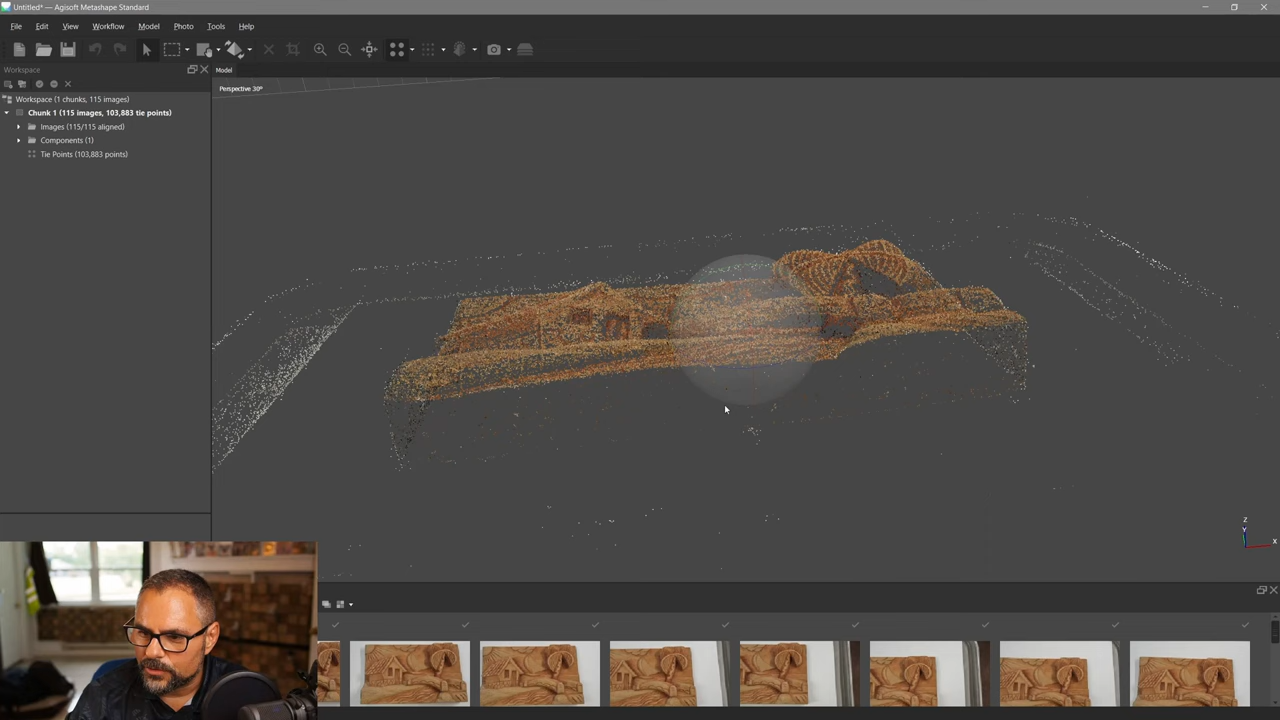 Untitled* — Agisoft Metashape Standard
File Edit View Workflow Model Photo Tools Help
Workspace
Model
Workspace (1 chunks, 115 images)
Chunk 1 (115 images, 103,883 tie points)
Images (115/115 aligned)
Components (1)
Tie Points (103,883 points)
Perspective 30°
Z
Y
X